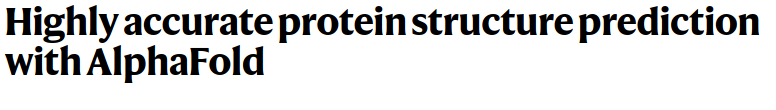 Highly accurate protein structure prediction
with AlphaFold